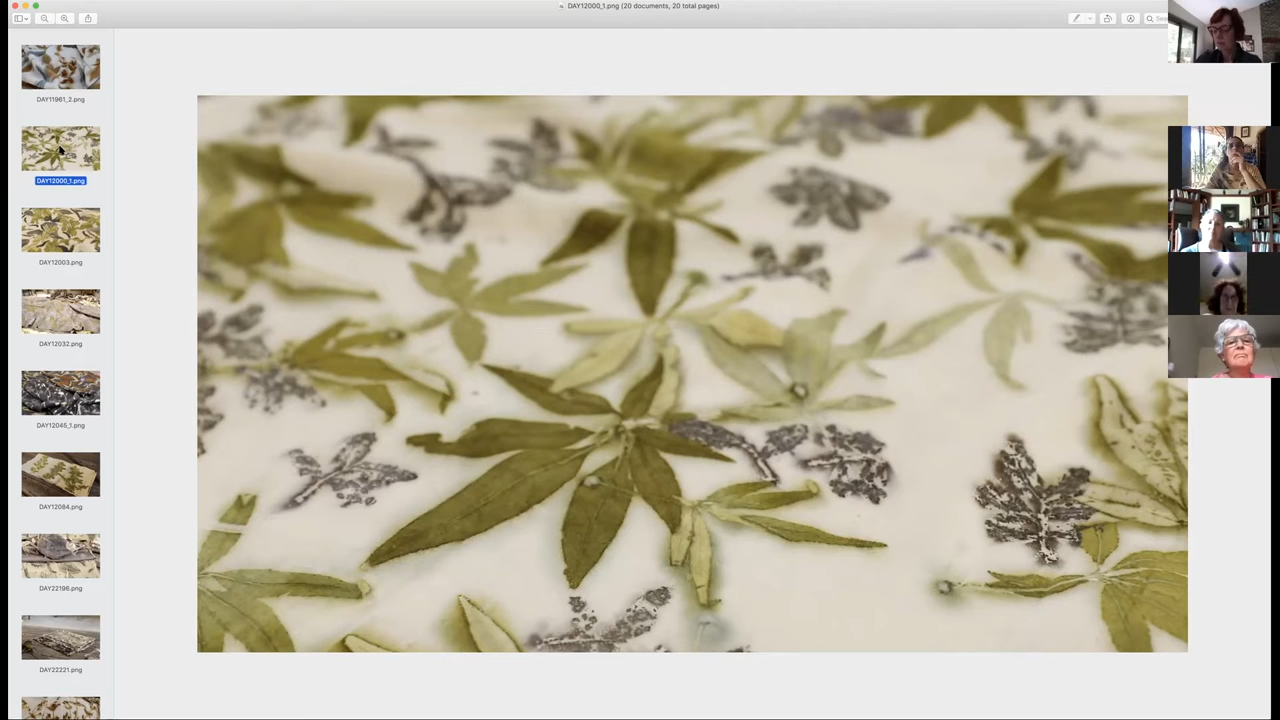 DAY12000_1.png (20 documents, 20 total pages)
DAY11961_2.png
DAY12000_1.png
DAY12003.png
DAY12032.png
DAY12045_1.png
DAY12084.png
DAY22196.png
DAY22221.png